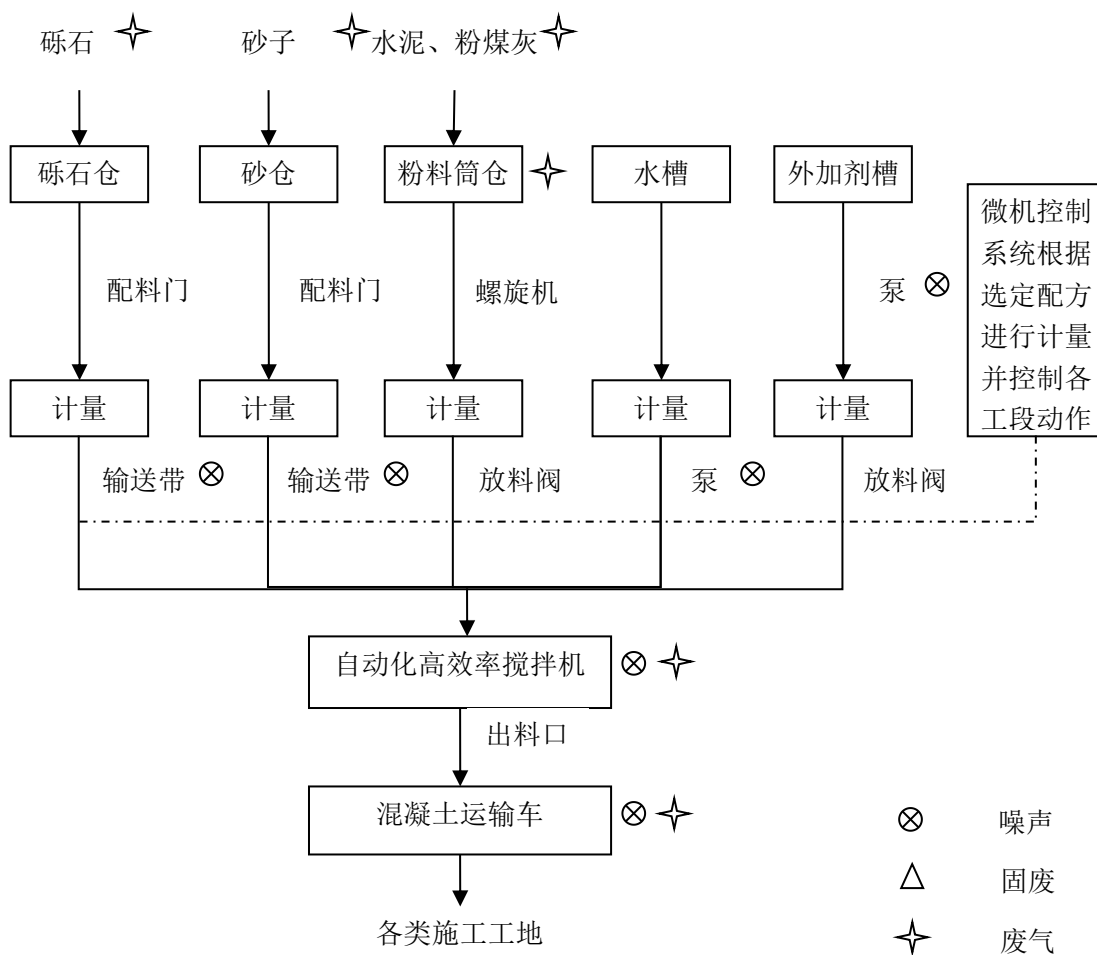 砾石
砂子
水泥、粉煤灰
砾石仓
砂仓
粉料筒仓
水槽
外加剂槽
微机控制
系统根据
选定配方
进行计量
并控制各
工段动作
配料门
配料门
螺旋机
泵
计量
计量
计量
计量
计量
输送带
输送带
放料阀
泵
放料阀
自动化高效率搅拌机
出料口
混凝土运输车
各类施工工地
噪声
固废
废气